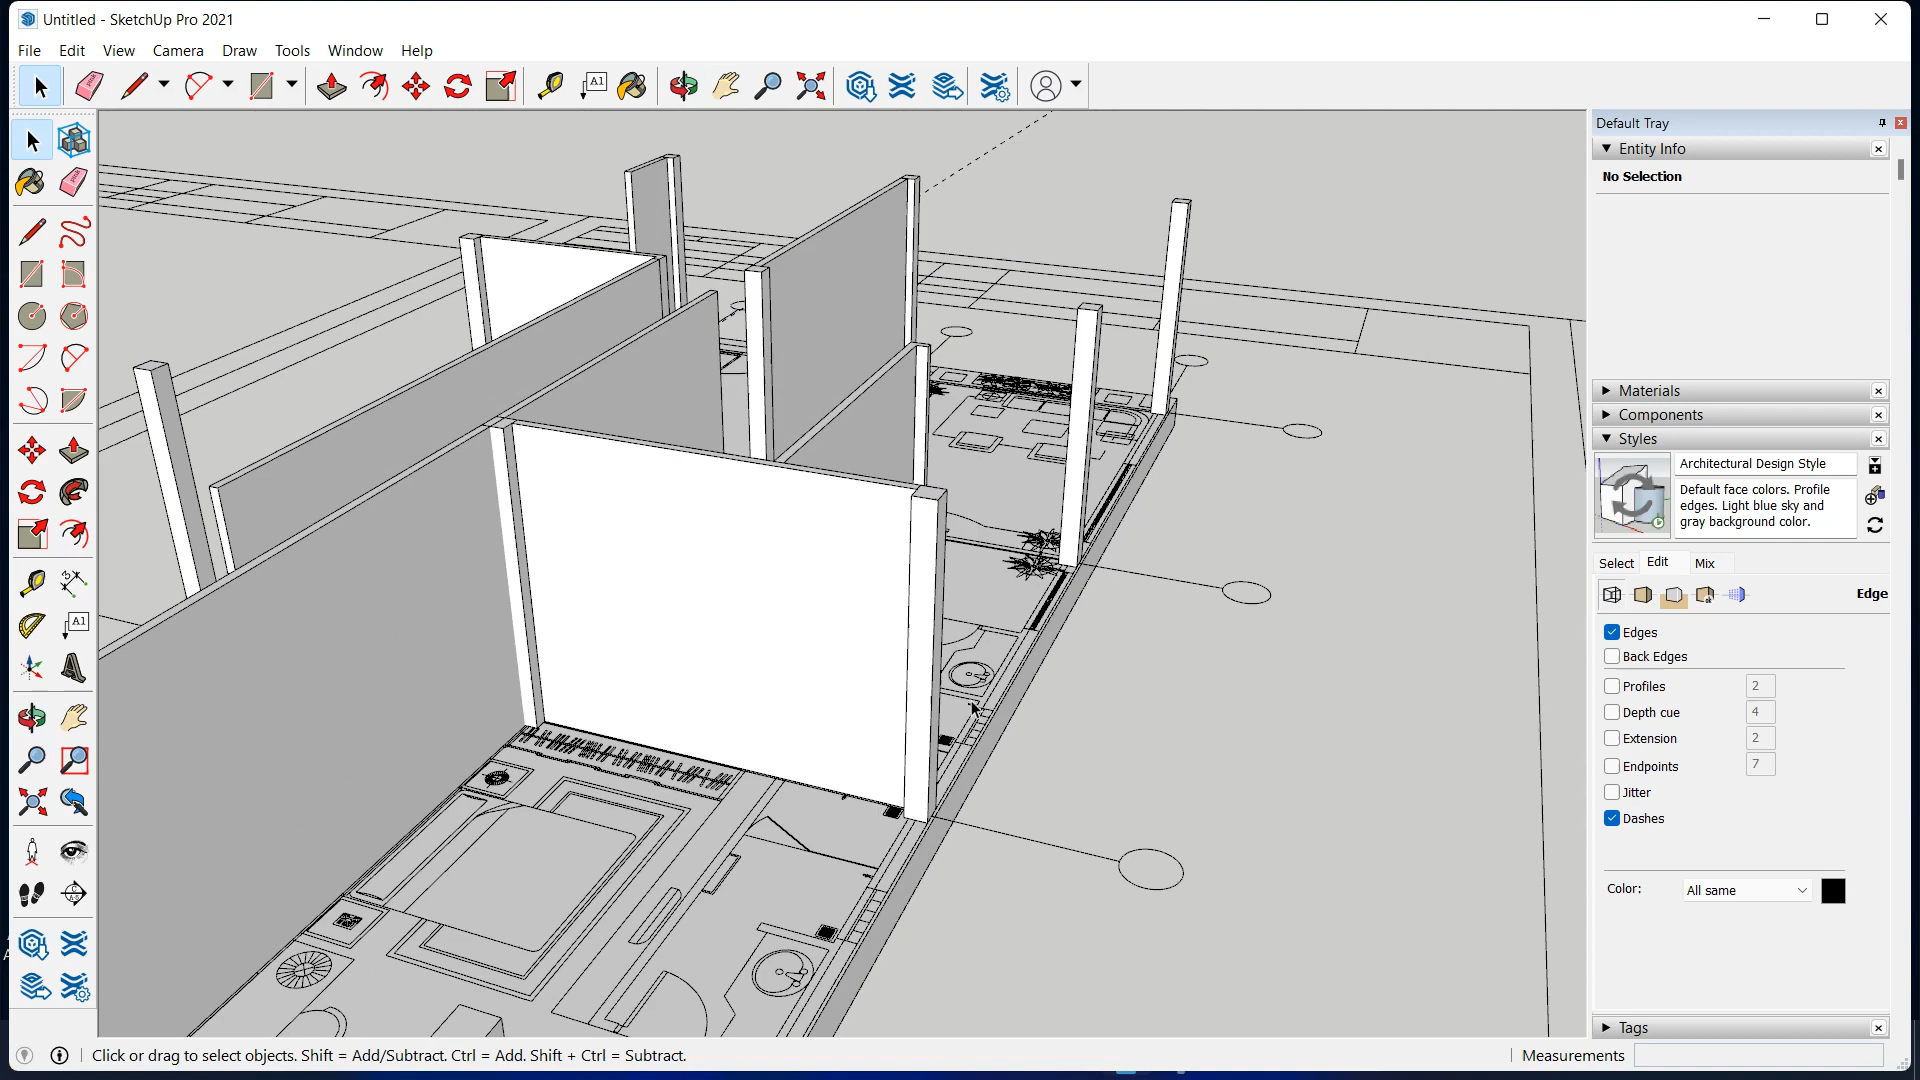 Untitled - SketchUp Pro 2021
File Edit View Camera Draw Tools Window Help
A1
Default Tray
Entity Info
No Selection
Materials
Components
Styles
Architectural Design Style
Default face colors. Profile
edges. Light blue sky and
gray background color.
Select Edit Mix
Edge
Edges
Back Edges
Profiles 2
Depth cue 4
Extension 2
Endpoints 7
Jitter
Dashes
Color: All same
A1
Tags
Click or drag to select objects. Shift = Add/Subtract. Ctrl = Add. Shift + Ctrl = Subtract.
Measurements